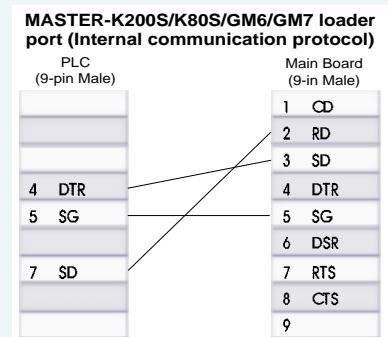 MASTER-K200S/K80S/GM6/GM7 loader
port (Internal communication protocol)
PLC
(9-pin Male)
Main Board
(9-in Male)
1 CD
2 RD
3 SD
4 DTR
4 DTR
5 SG
5 SG
6 DSR
7 SD
7 RTS
8 CTS
9